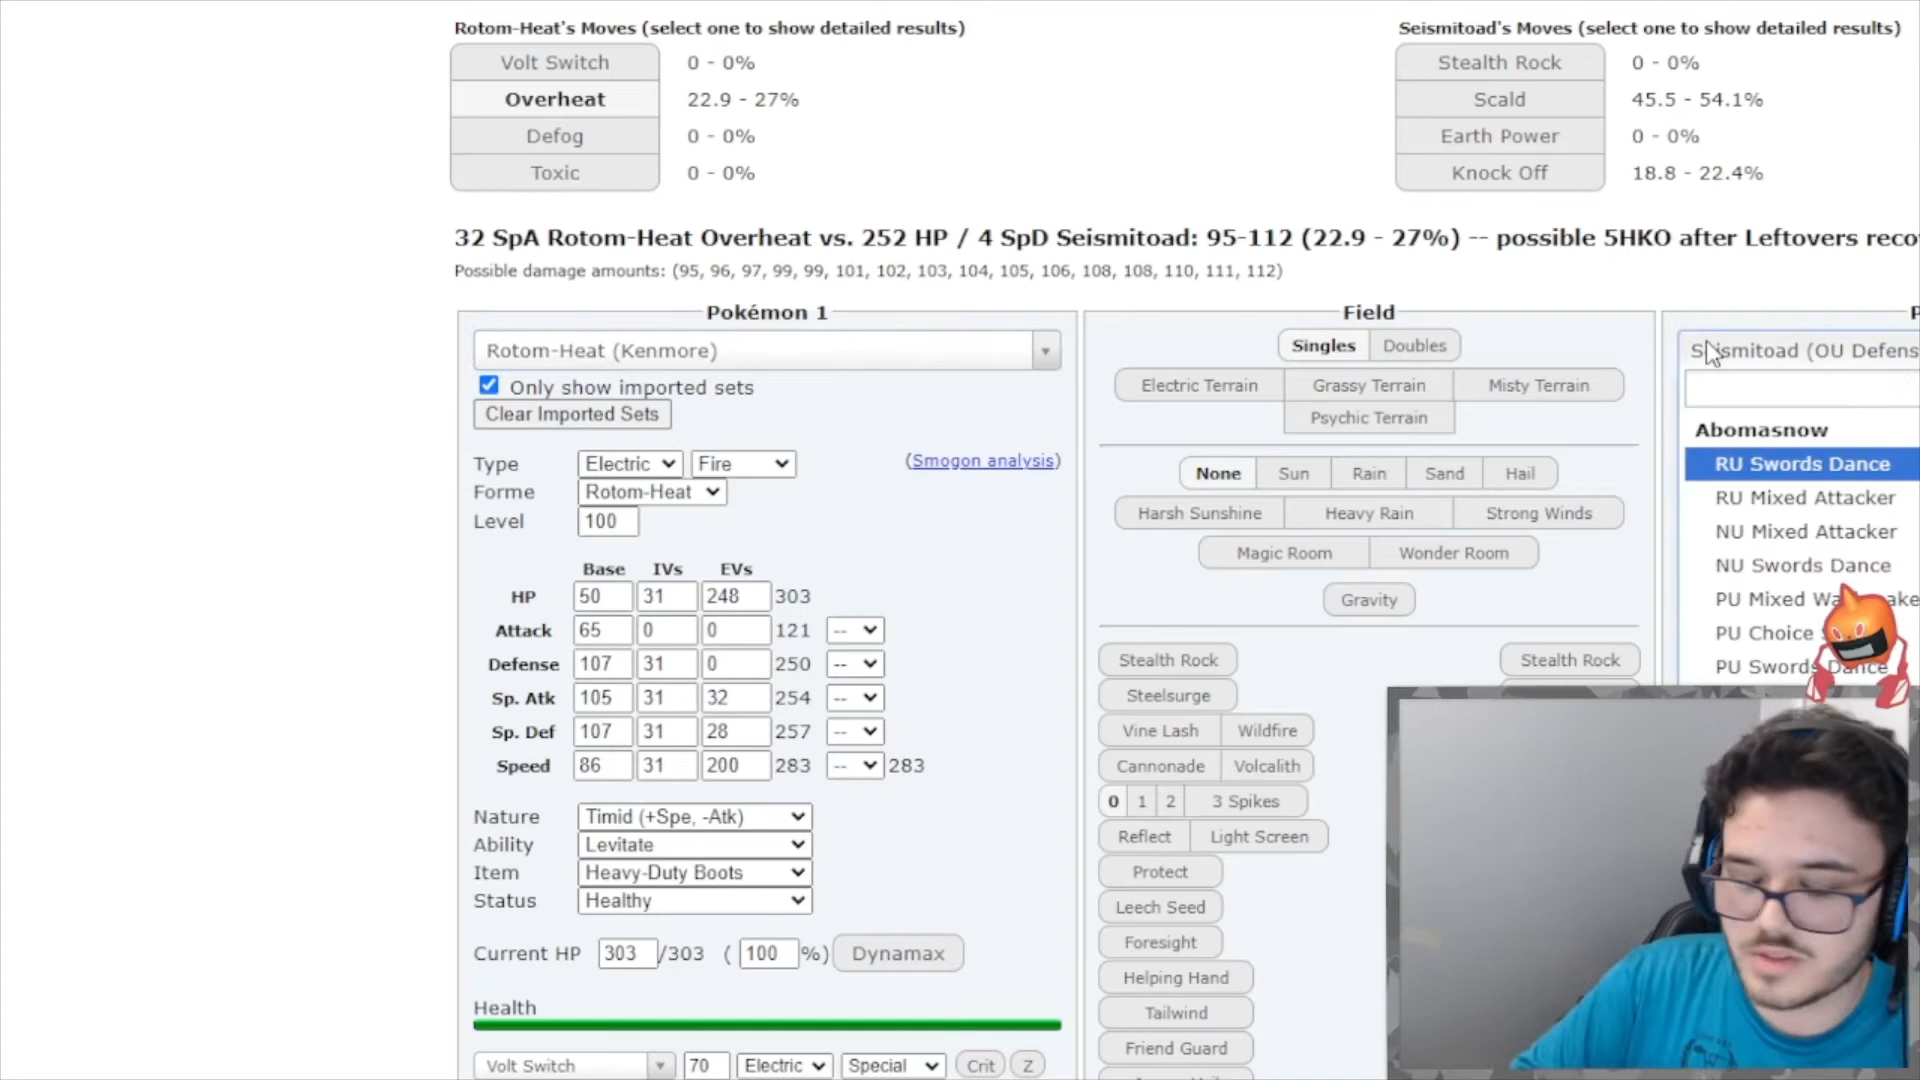 Rotom-Heat's Moves (select one to show detailed results)
Volt Switch 0 - 0%
Overheat 22.9 - 27%
Defog 0 - 0%
Toxic 0 - 0%
Seismitoad's Moves (select one to show detailed results)
Stealth Rock 0 - 0%
Scald 45.5 - 54.1%
Earth Power 0 - 0%
Knock Off 18.8 - 22.4%
32 SpA Rotom-Heat Overheat vs. 252 HP / 4 SpD Seismitoad: 95-112 (22.9 - 27%) -- possible 5HKO after Leftovers reco
Possible damage amounts: (95, 96, 97, 99, 99, 101, 102, 103, 104, 105, 106, 108, 108, 110, 111, 112)
Pokémon 1
Rotom-Heat (Kenmore)
Only show imported sets
Clear Imported Sets
Type Electric Fire (Smogon analysis)
Forme Rotom-Heat
Level 100
Base IVs EVs
HP 50 31 248 303
Attack 65 0 0 121 --
Defense 107 31 0 250 --
Sp. Atk 105 31 32 254 --
Sp. Def 107 31 28 257 --
Speed 86 31 200 283 -- 283
Nature Timid (+Spe, -Atk)
Ability Levitate
Item Heavy-Duty Boots
Status Healthy
Current HP 303 /303 ( 100 %) Dynamax
Health
Volt Switch 70 Electric Special Crit Z
Field
Singles Doubles
Electric Terrain Grassy Terrain Misty Terrain
Psychic Terrain
None Sun Rain Sand Hail
Harsh Sunshine Heavy Rain Strong Winds
Magic Room Wonder Room
Gravity
Stealth Rock Stealth Rock
Steelsurge
Vine Lash Wildfire
Cannonade Volcalith
0 1 2 3 Spikes
Reflect Light Screen
Protect
Leech Seed
Foresight
Helping Hand
Tailwind
Friend Guard
Seismitoad (OU Defens
Abomasnow
RU Swords Dance
RU Mixed Attacker
NU Mixed Attacker
NU Swords Dance
PU Mixed
PU Choice
PU Swords Dance